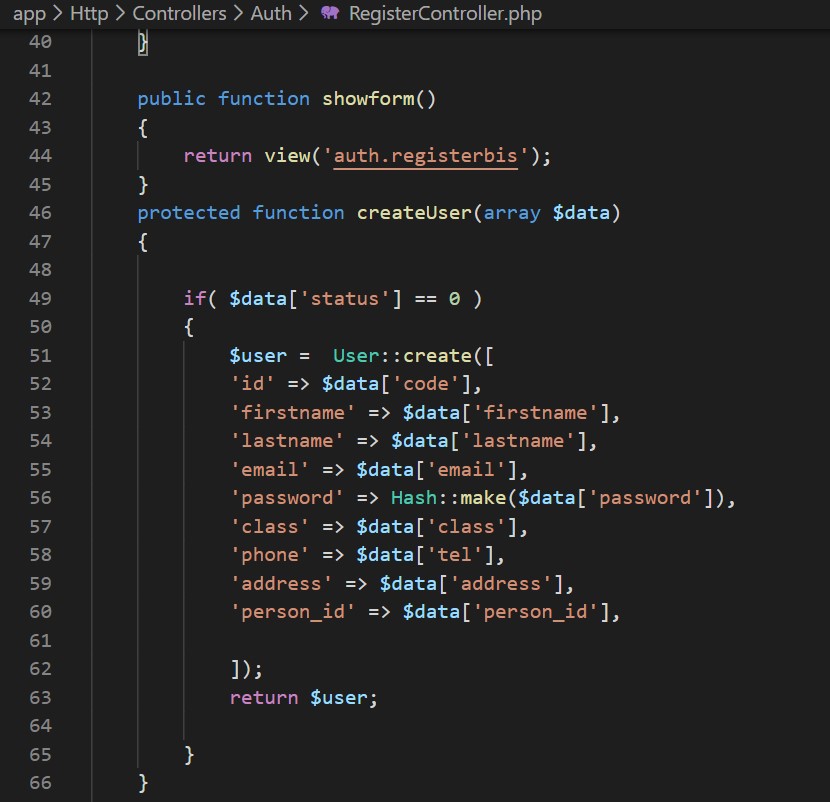 app > Http > Controllers > Auth > RegisterController.php
40 }
41
42 public function showform()
43 {
44 return view('auth.registerbis');
45 }
46 protected function createUser(array $data)
47 {
48
49 if( $data['status'] == 0 )
50 {
51 $user =  User::create([
52 'id' => $data['code'],
53 'firstname' => $data['firstname'],
54 'lastname' => $data['lastname'],
55 'email' => $data['email'],
56 'password' => Hash::make($data['password']),
57 'class' => $data['class'],
58 'phone' => $data['tel'],
59 'address' => $data['address'],
60 'person_id' => $data['person_id'],
61
62 ]);
63 return $user;
64
65 }
66 }